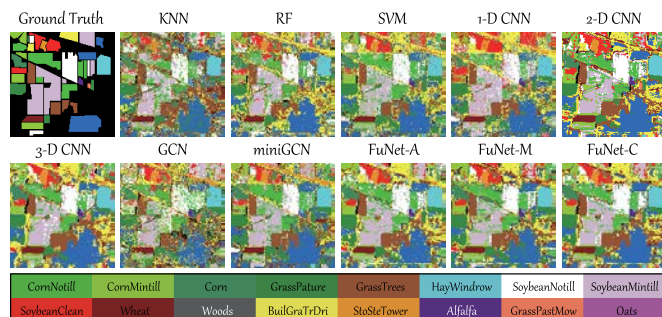 Ground Truth KNN RF SVM 1-D CNN 2-D CNN
3-D CNN GCN miniGCN FuNet-A FuNet-M FuNet-C
CornNotill CornMintill Corn GrassPature GrassTrees HayWindrow SoybeanNotill SoybeanMintill
SoybeanClean Wheat Woods BuilGraTrDri StoSteTower Alfalfa GrassPastMow Oats